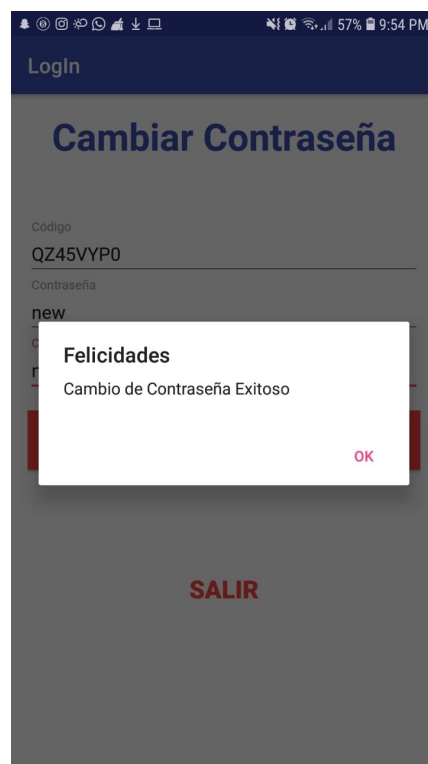 57% 9:54 PM
LogIn
Cambiar Contraseña
Código
QZ45VYP0
Contraseña
new
Felicidades
Cambio de Contraseña Exitoso
OK
SALIR